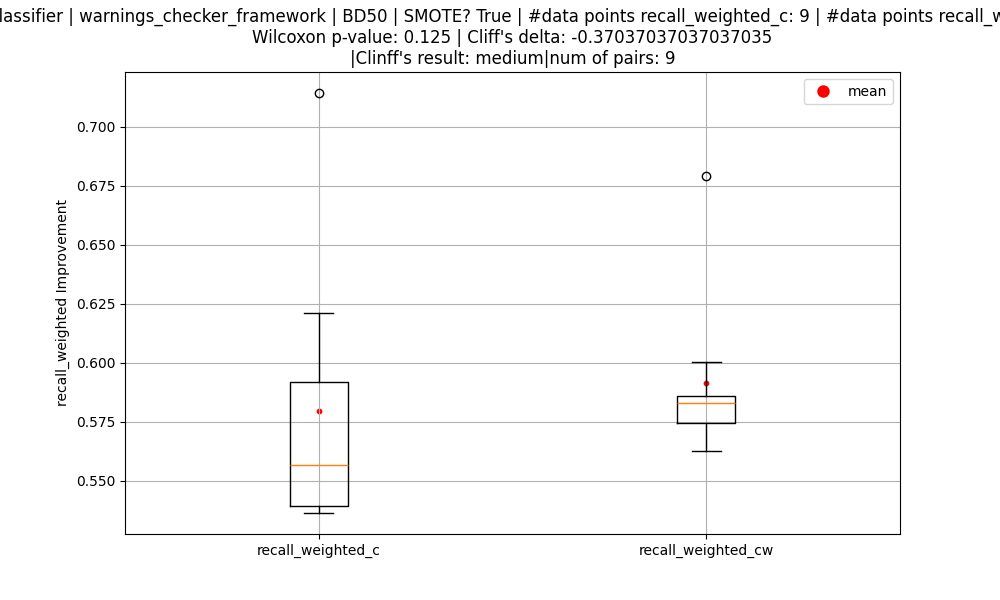 lassifier | warnings_checker_framework | BD50 | SMOTE? True | #data points recall_weighted_c: 9 | #data points recall_w
Wilcoxon p-value: 0.125 | Cliff's delta: -0.37037037037037035
|Clinff's result: medium|num of pairs: 9
mean
0.700
0.675
0.650
0.625
0.600
0.575
0.550
recall_weighted Improvement
recall_weighted_c
recall_weighted_cw